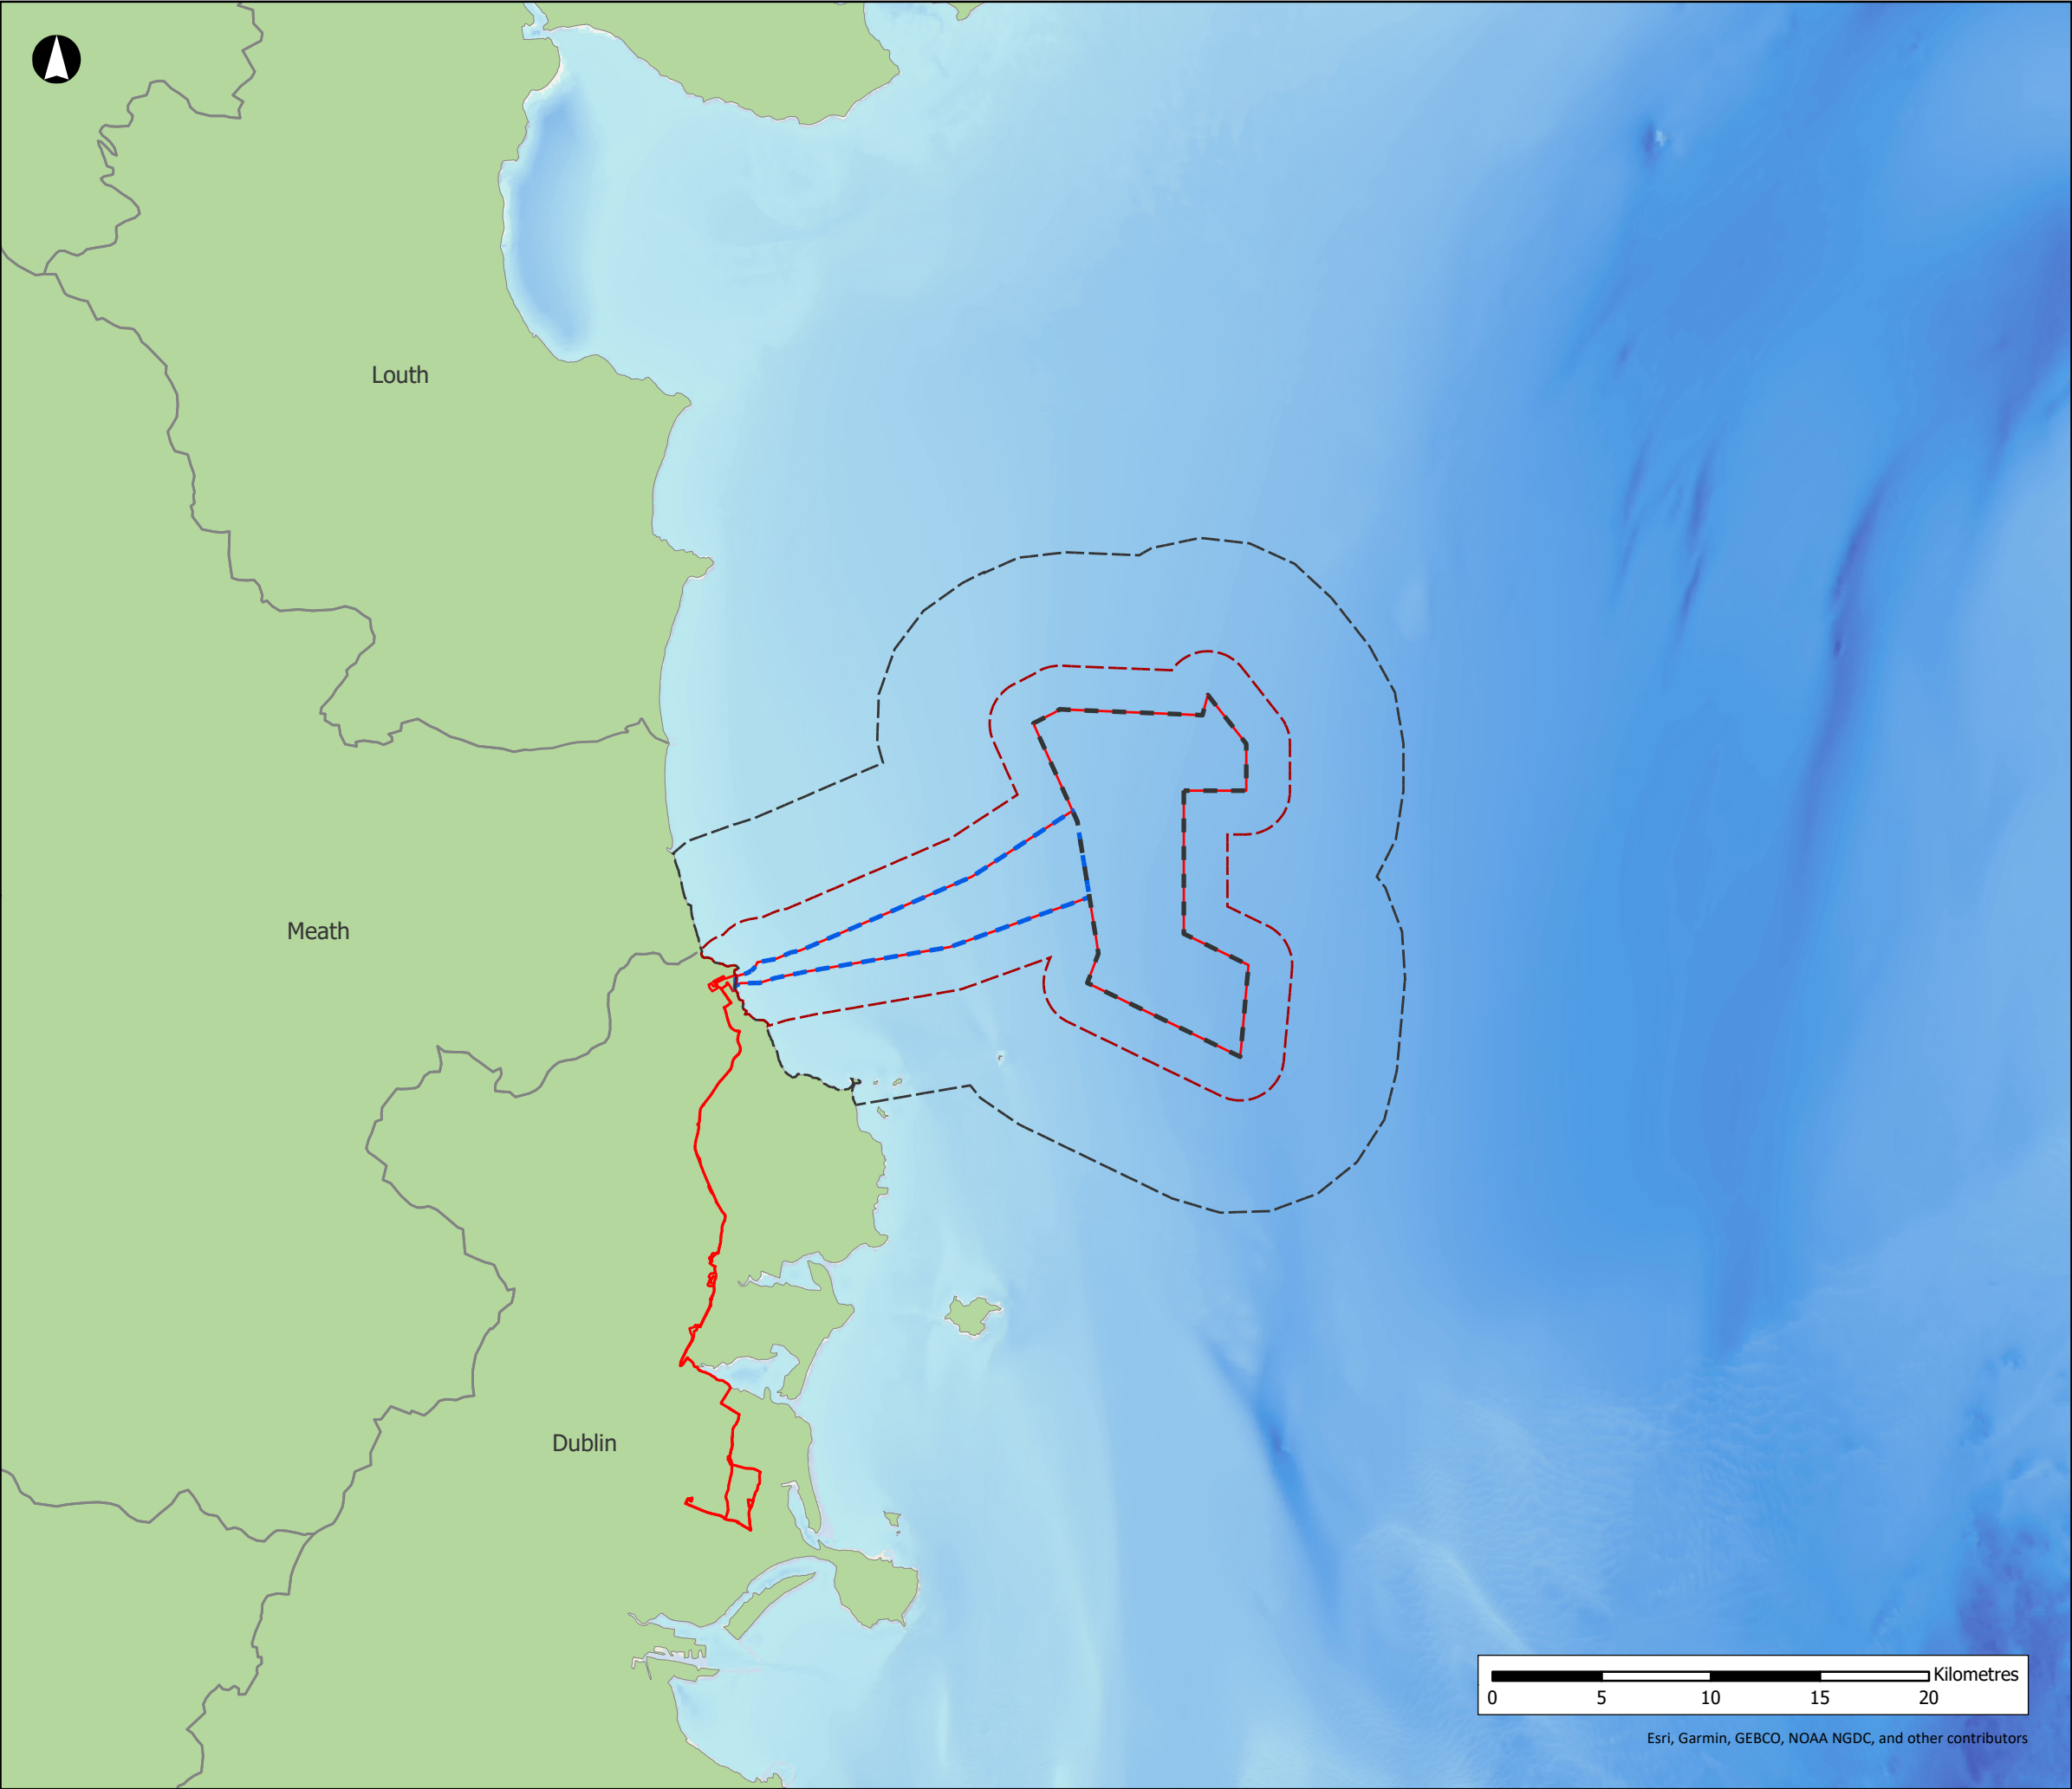 Louth
Meath
Dublin
Kilometres
0 5 10 15 20
Esri, Garmin, GEBCO, NOAA NGDC, and other contributors